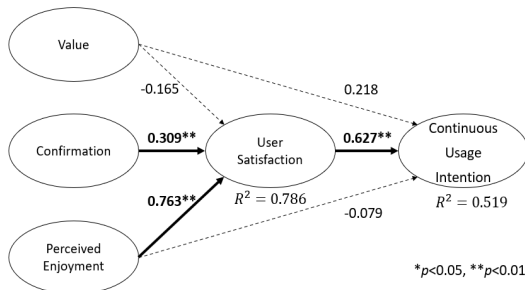 Value
-0.165
0.218
Confirmation
0.309**
User
Satisfaction
0.627**
Continuous
Usage
Intention
0.763**
R² = 0.786
R² = 0.519
-0.079
Perceived
Enjoyment
*p<0.05, **p<0.01